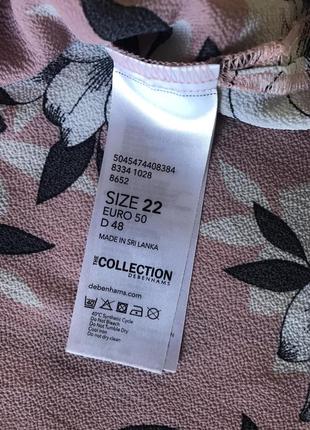 5045474408384
8334 1028
8652
SIZE 22
EURO 50
D 48
MADE IN SRI LANKA
THE COLLECTION
DEBENHAMS
debenhams.com
40°C Synthetic Cycle
Do Not Bleach
Do Not Tumble Dry
Cool iron
Do not dry clean